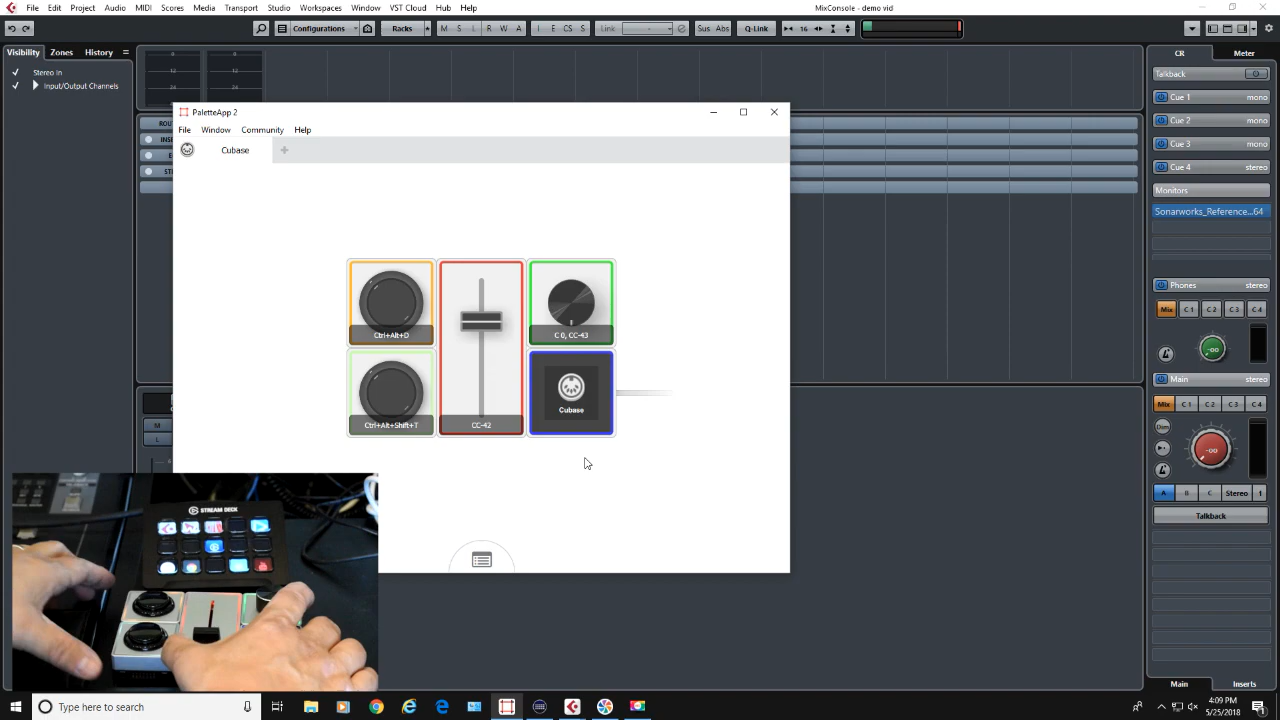 File Edit Project Audio MIDI Scores Media Transport Studio Workspaces Window VST Cloud Hub Help
MixConsole - demo vid
Configurations Racks M S L R W A I E C S Link Sus Abs Q-Link 16
Visibility Zones History
Stereo In
Input/Output Channels
PaletteApp 2
File Window Community Help
Cubase +
Ctrl+Alt+D
Ctrl+Alt+Shift+T
CC-42
C 0, CC-43
Cubase
CR Meter
Talkback
Cue 1 mono
Cue 2 mono
Cue 3 mono
Cue 4 stereo
Monitors
Sonarworks_Reference...64
Phones stereo
Mix C 1 C 2 C 3 C 4
-oo
Main stereo
Mix C 1 C 2 C 3 C 4
Dim
-oo
A B C Stereo 1
Talkback
Main Inserts
M
L
STREAM DECK
Type here to search
4:09 PM
5/25/2018